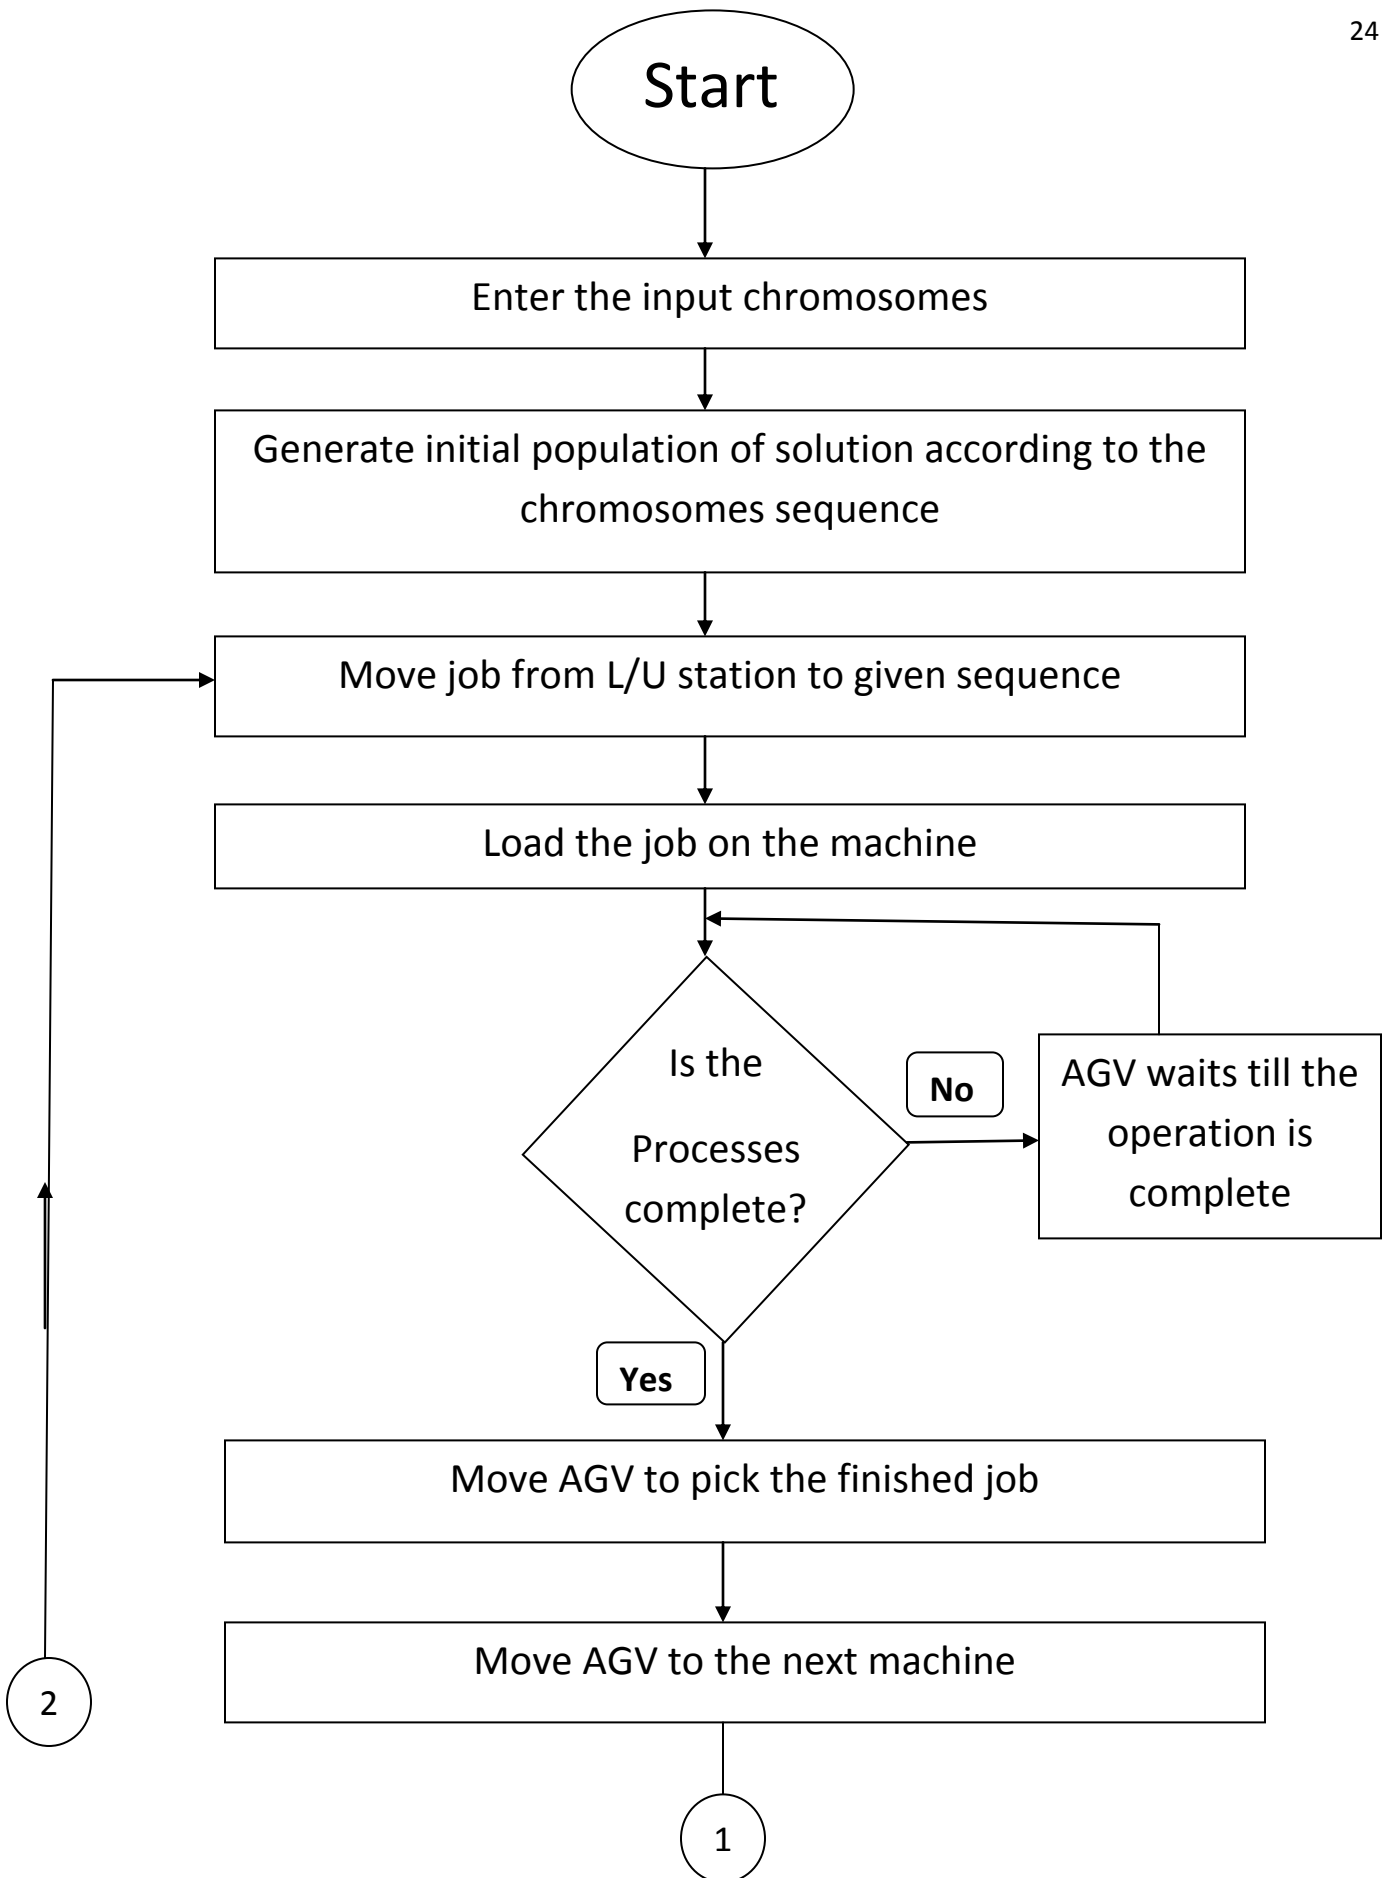 24
Start
Enter the input chromosomes
Generate initial population of solution according to the
chromosomes sequence
Move job from L/U station to given sequence
Load the job on the machine
Is the
Processes
complete?
No
AGV waits till the
operation is
complete
Yes
Move AGV to pick the finished job
Move AGV to the next machine
2
1